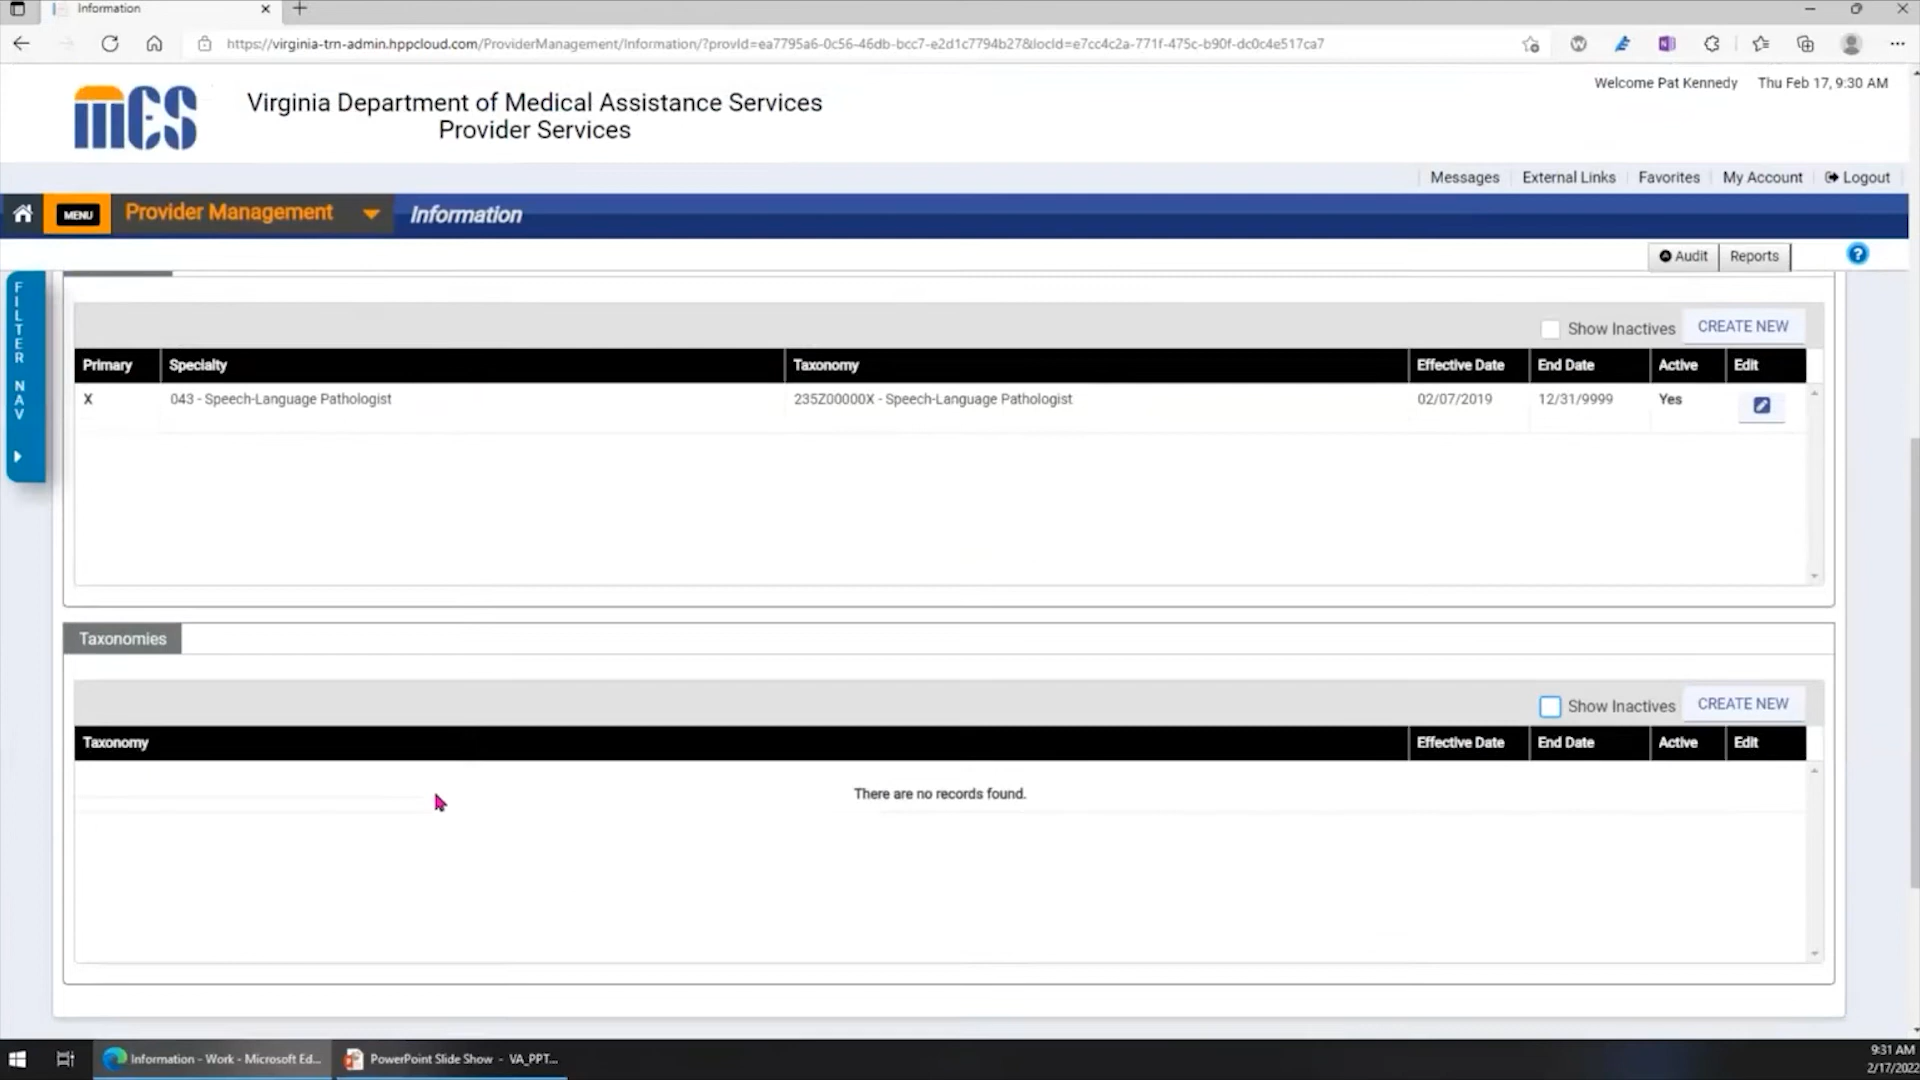 Information
https://virginia-trn-admin.hppcloud.com/ProviderManagement/Information/?provId=ea7795a6-0c56-46db-bcc7-e2d1c7794b27&locId=e7cc4c2a-771f-475c-b90f-dc0c4e517ca7
Welcome Pat Kennedy Thu Feb 17, 9:30 AM
mES
Virginia Department of Medical Assistance Services
Provider Services
Messages External Links Favorites My Account Logout
MENU Provider Management Information
Audit Reports ?
FILTER NAV
Show Inactives CREATE NEW
Primary Specialty Taxonomy Effective Date End Date Active Edit
X 043 - Speech-Language Pathologist 235Z00000X - Speech-Language Pathologist 02/07/2019 12/31/9999 Yes
Taxonomies
Show Inactives CREATE NEW
Taxonomy Effective Date End Date Active Edit
There are no records found.
Information - Work - Microsoft Ed... PowerPoint Slide Show - VA_PPT...
9:31 AM
2/17/2022